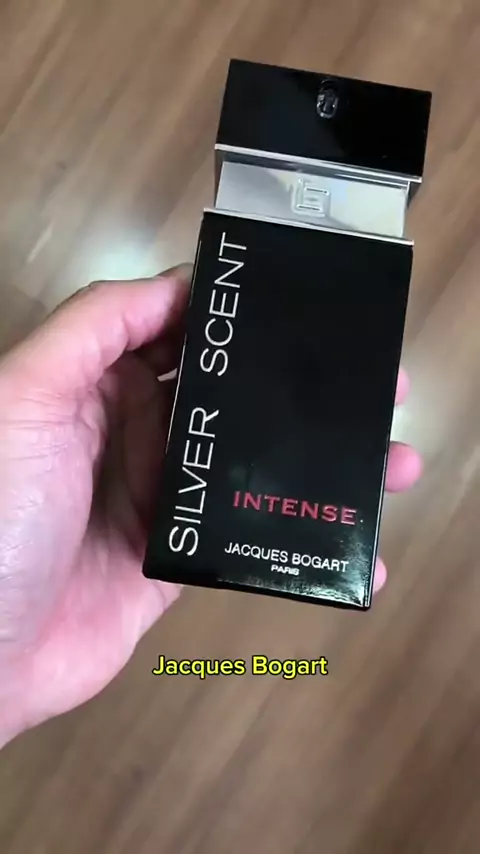 SILVER SCENT
INTENSE
JACQUES BOGART
PARIS
Jacques Bogart